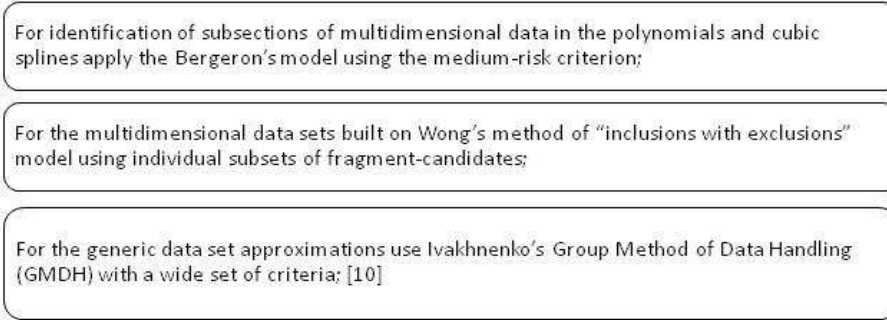 For identification of subsections of multidimensional data in the polynomials and cubic
splines apply the Bergeron's model using the medium-risk criterion;
For the multidimensional data sets built on Wong's method of "inclusions with exclusions"
model using individual subsets of fragment-candidates;
For the generic data set approximations use Ivakhnenko's Group Method of Data Handling
(GMDH) with a wide set of criteria; [10]